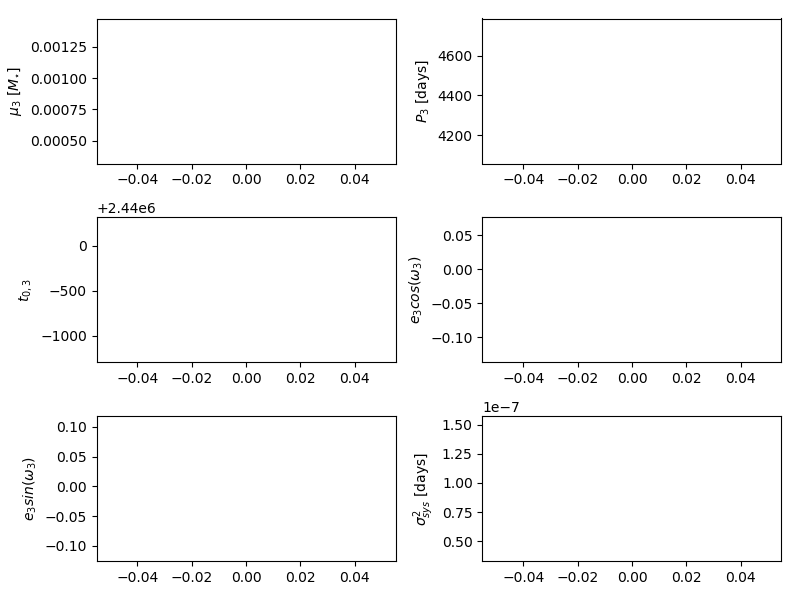 0.00125
0.00100
0.00075
0.00050
μ₃ [M⋆]
−0.04 −0.02 0.00 0.02 0.04
4600
4400
4200
P₃ [days]
−0.04 −0.02 0.00 0.02 0.04
+2.44e6
0
−500
−1000
t₀,₃
−0.04 −0.02 0.00 0.02 0.04
0.05
0.00
−0.05
−0.10
e₃cos(ω₃)
−0.04 −0.02 0.00 0.02 0.04
0.10
0.05
0.00
−0.05
−0.10
e₃sin(ω₃)
−0.04 −0.02 0.00 0.02 0.04
1e−7
1.50
1.25
1.00
0.75
0.50
σ²sys [days]
−0.04 −0.02 0.00 0.02 0.04